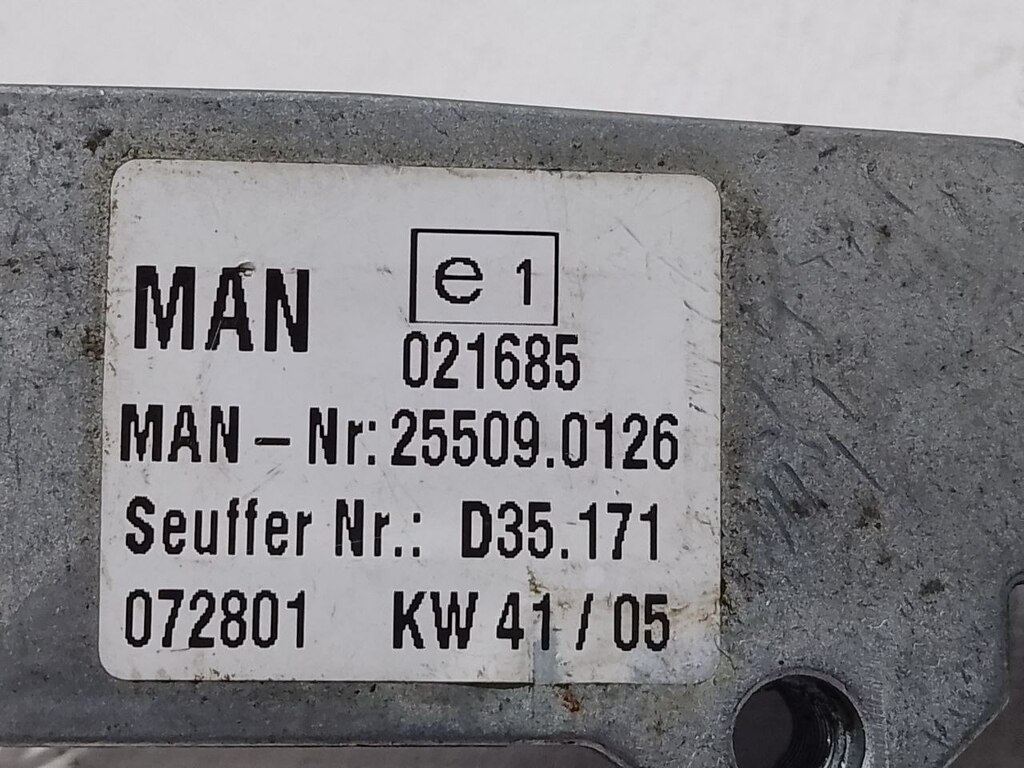 MAN e 1
021685
MAN – Nr: 25509.0126
Seuffer Nr.: D35.171
072801 KW 41 / 05